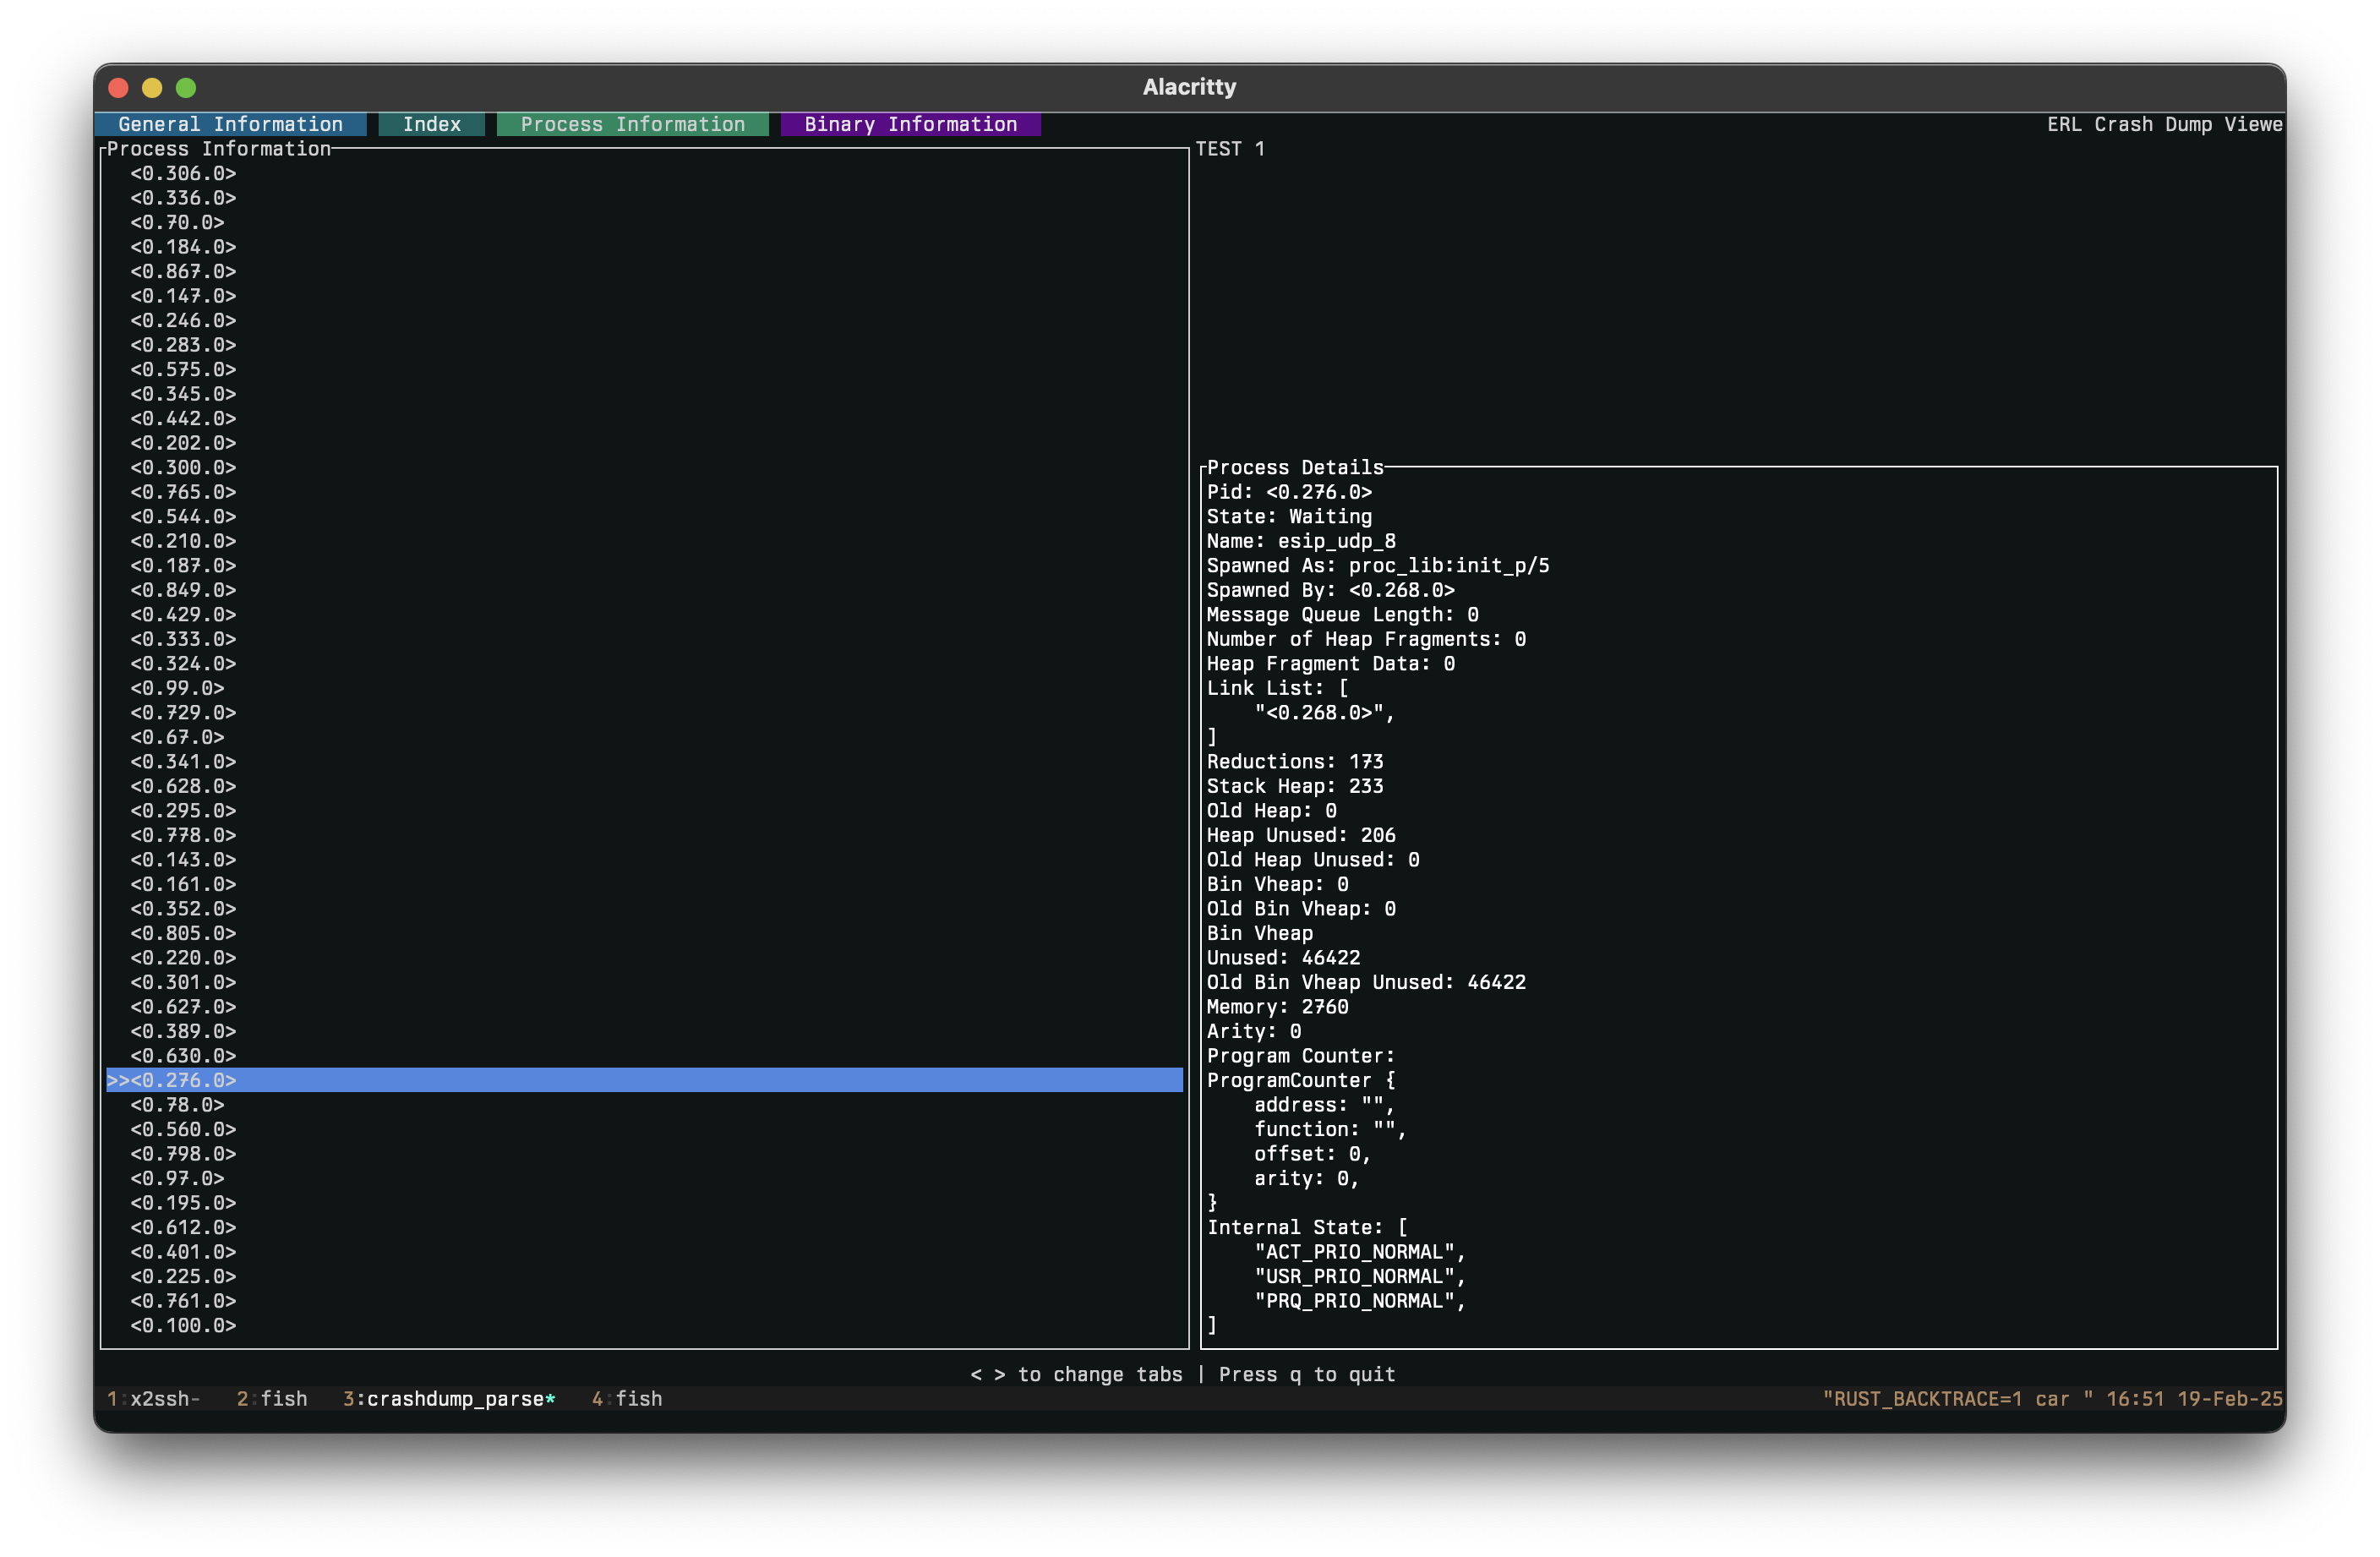 Alacritty
General Information Index Process Information Binary Information ERL Crash Dump Viewe
Process Information
<0.306.0>
<0.336.0>
<0.70.0>
<0.184.0>
<0.867.0>
<0.147.0>
<0.246.0>
<0.283.0>
<0.575.0>
<0.345.0>
<0.442.0>
<0.202.0>
<0.300.0>
<0.765.0>
<0.544.0>
<0.210.0>
<0.187.0>
<0.849.0>
<0.429.0>
<0.333.0>
<0.324.0>
<0.99.0>
<0.729.0>
<0.67.0>
<0.341.0>
<0.628.0>
<0.295.0>
<0.778.0>
<0.143.0>
<0.161.0>
<0.352.0>
<0.805.0>
<0.220.0>
<0.301.0>
<0.627.0>
<0.389.0>
<0.630.0>
>><0.276.0>
<0.78.0>
<0.560.0>
<0.798.0>
<0.97.0>
<0.195.0>
<0.612.0>
<0.401.0>
<0.225.0>
<0.761.0>
<0.100.0>
TEST 1
Process Details
Pid: <0.276.0>
State: Waiting
Name: esip_udp_8
Spawned As: proc_lib:init_p/5
Spawned By: <0.268.0>
Message Queue Length: 0
Number of Heap Fragments: 0
Heap Fragment Data: 0
Link List: [
    "<0.268.0>",
]
Reductions: 173
Stack Heap: 233
Old Heap: 0
Heap Unused: 206
Old Heap Unused: 0
Bin Vheap: 0
Old Bin Vheap: 0
Bin Vheap
Unused: 46422
Old Bin Vheap Unused: 46422
Memory: 2760
Arity: 0
Program Counter:
ProgramCounter {
    address: "",
    function: "",
    offset: 0,
    arity: 0,
}
Internal State: [
    "ACT_PRIO_NORMAL",
    "USR_PRIO_NORMAL",
    "PRQ_PRIO_NORMAL",
]
< > to change tabs | Press q to quit
1:x2ssh- 2:fish 3:crashdump_parse* 4:fish "RUST_BACKTRACE=1 car " 16:51 19-Feb-25